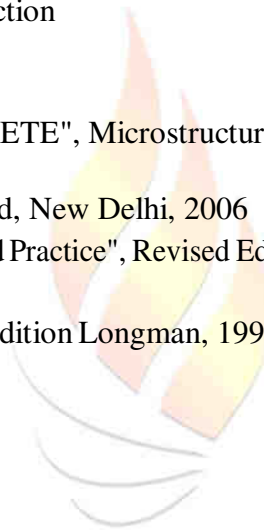 ction
ETE", Microstructur
d, New Delhi, 2006
d Practice", Revised Ed
dition Longman, 199